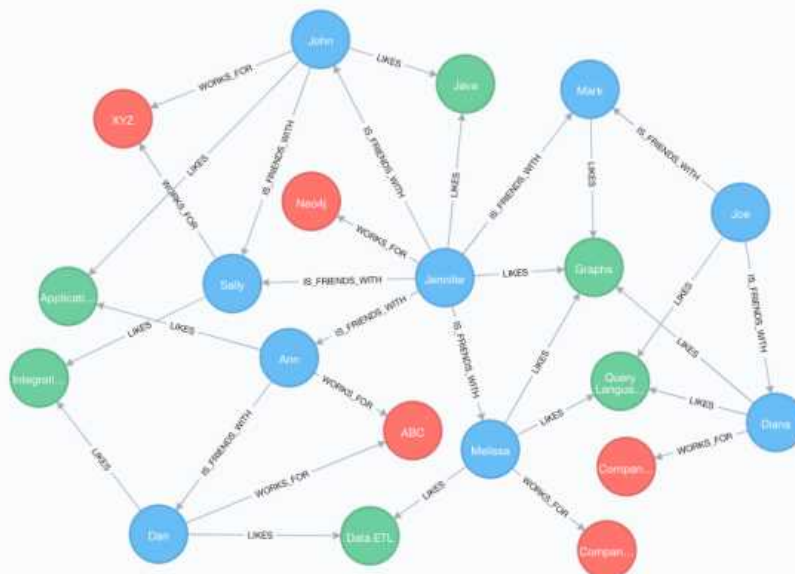 John
LIKES
Java
Mark
WORKS_FOR
XYZ
LIKES
IS_FRIENDS_WITH
IS_FRIENDS_WITH
LIKES
IS_FRIENDS_WITH
LIKES
IS_FRIENDS_WITH
Joe
WORKS_FOR
Neo4j
WORKS_FOR
Sally
IS_FRIENDS_WITH
Jennifer
LIKES
Graphs
LIKES
Applicati...
LIKES
LIKES
IS_FRIENDS_WITH
IS_FRIENDS_WITH
IS_FRIENDS_WITH
Ann
LIKES
LIKES
Integrati...
WORKS_FOR
Query
Langua...
LIKES
LIKES
Diana
IS_FRIENDS_WITH
ABC
Melissa
WORKS_FOR
Compan...
LIKES
WORKS_FOR
LIKES
WORKS_FOR
Dan
LIKES
Data ETL
Compan...